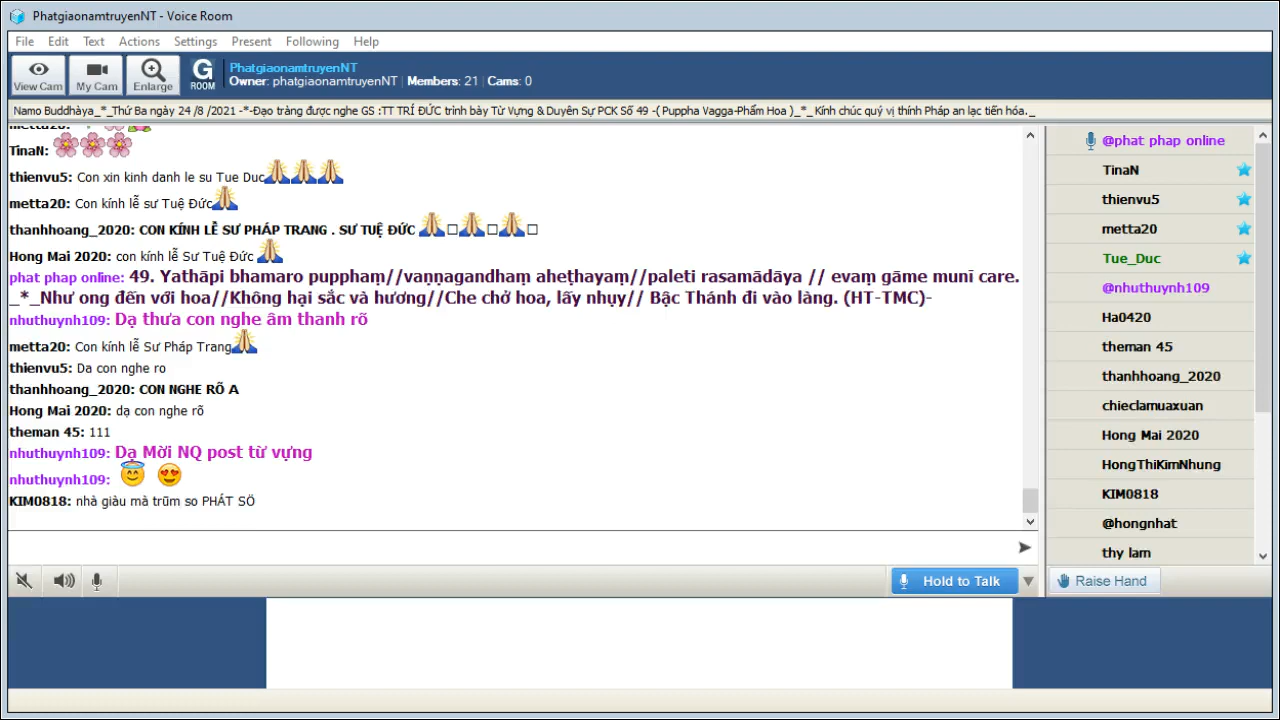 PhatgiaonamtruyenNT - Voice Room
File Edit Text Actions Settings Present Following Help
View Cam My Cam Enlarge G ROOM
PhatgiaonamtruyenNT
Owner: phatgiaonamtruyenNT | Members: 21 | Cams: 0
Namo Buddhàya_*_Thứ Ba ngày 24 /8 /2021 -*-Đạo tràng được nghe GS :TT TRÍ ĐỨC trình bày Từ Vựng & Duyên Sự PCK Số 49 -( Puppha Vagga-Phẩm Hoa )_*_Kính chúc quý vị thính Pháp an lạc tiến hóa._
metta20:
TinaN:
thienvu5: Con xin kinh danh le su Tue Duc
metta20: Con kính lễ sư Tuệ Đức
thanhhoang_2020: CON KÍNH LỄ SƯ PHÁP TRANG . SƯ TUỆ ĐỨC
Hong Mai 2020: con kính lễ Sư Tuệ Đức
phat phap online: 49. Yathāpi bhamaro pupphaṃ//vaṇṇagandhaṃ aheṭhayaṃ//paleti rasamādāya // evaṃ gāme munī care.
_*_Như ong đến với hoa//Không hại sắc và hương//Che chở hoa, lấy nhụy// Bậc Thánh đi vào làng. (HT-TMC)-
nhuthuynh109: Dạ thưa con nghe âm thanh rõ
metta20: Con kính lễ Sư Pháp Trang
thienvu5: Da con nghe ro
thanhhoang_2020: CON NGHE RÕ A
Hong Mai 2020: dạ con nghe rõ
theman 45: 111
nhuthuynh109: Dạ Mời NQ post từ vựng
nhuthuynh109:
KIM0818: nhà giàu mà trũm so PHÁT SÖ
Hold to Talk
@phat phap online
TinaN
thienvu5
metta20
Tue_Duc
@nhuthuynh109
Ha0420
theman 45
thanhhoang_2020
chieclamuaxuan
Hong Mai 2020
HongThiKimNhung
KIM0818
@hongnhat
thy lam
Raise Hand